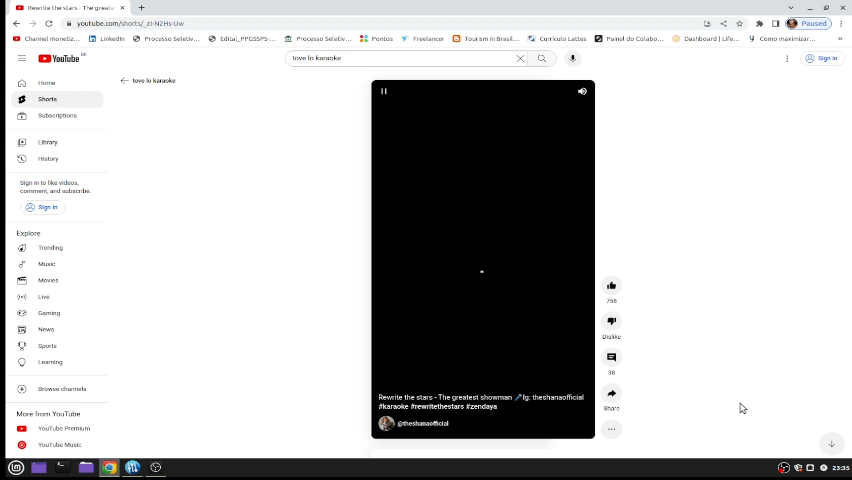 Rewrite the stars - The greates
youtube.com/shorts/_zI-N2Hs-Uw
Paused
Channel monetiz...
LinkedIn
Processo Seletiv...
Edital_PPGSSPS-...
Processo Seletiv...
Pontos
Freelancer
Tourism in Brasil...
Currículo Lattes
Painel do Colabo...
Dashboard | Life...
Como maximizar...
YouTube
tove lo karaoke
Sign in
Home
tove lo karaoke
Shorts
Subscriptions
Library
History
Sign in to like videos,
comment, and subscribe.
Sign in
Explore
Trending
Music
Movies
Live
Gaming
News
Sports
Learning
Browse channels
More from YouTube
YouTube Premium
YouTube Music
758
Dislike
38
Share
Rewrite the stars - The greatest showman 🎤Ig: theshanaofficial
#karaoke #rewritethestars #zendaya
@theshanaofficial
23:35